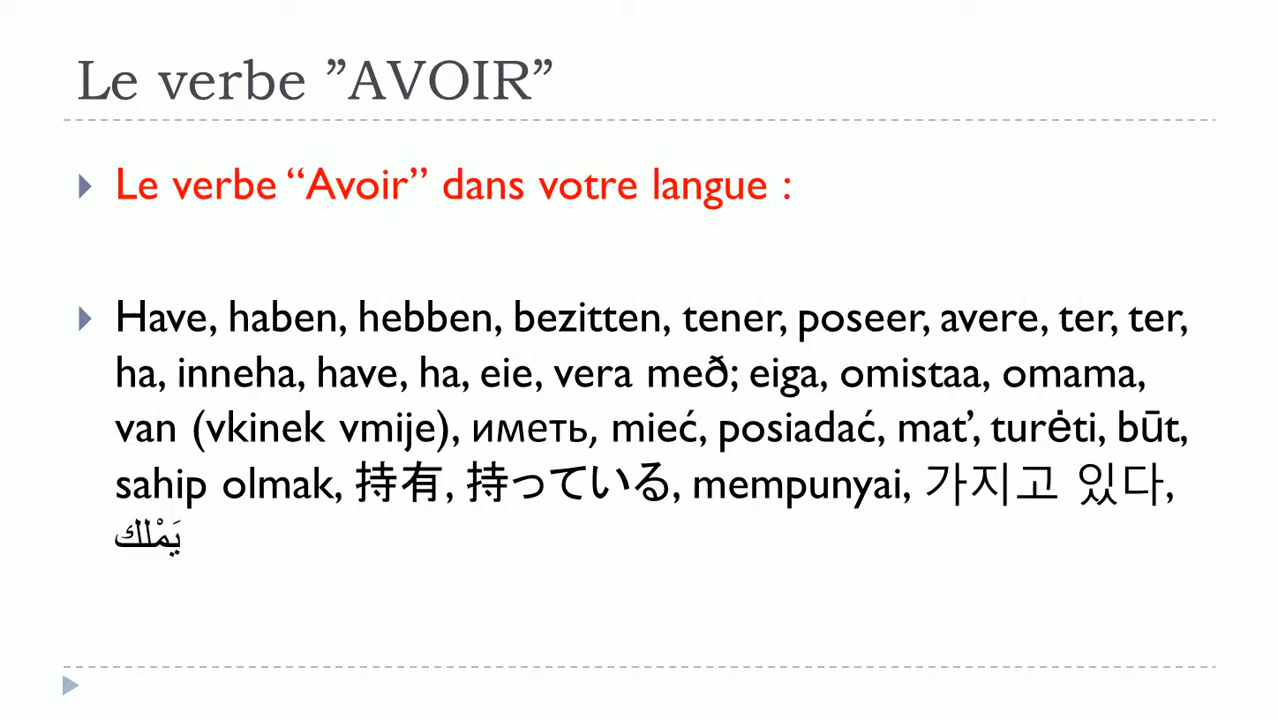 Le verbe ”AVOIR”
Le verbe “Avoir” dans votre langue :
Have, haben, hebben, bezitten, tener, poseer, avere, ter, ter,
ha, inneha, have, ha, eie, vera með; eiga, omistaa, omama,
van (vkinek vmije), иметь, mieć, posiadać, mat’, turėti, būt,
sahip olmak, 持有, 持っている, mempunyai, 가지고 있다,
يَمْلك